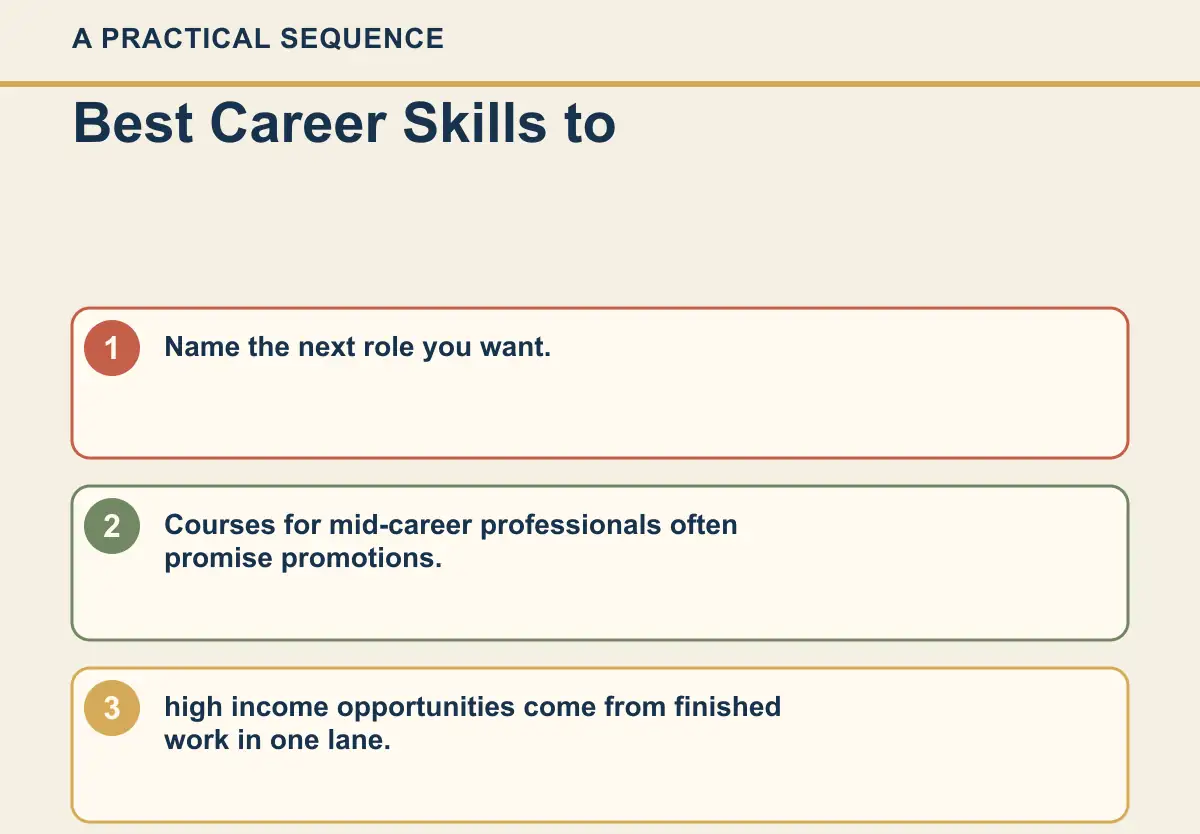 A PRACTICAL SEQUENCE
Best Career Skills to
1
Name the next role you want.
2
Courses for mid-career professionals often
promise promotions.
3
high income opportunities come from finished
work in one lane.